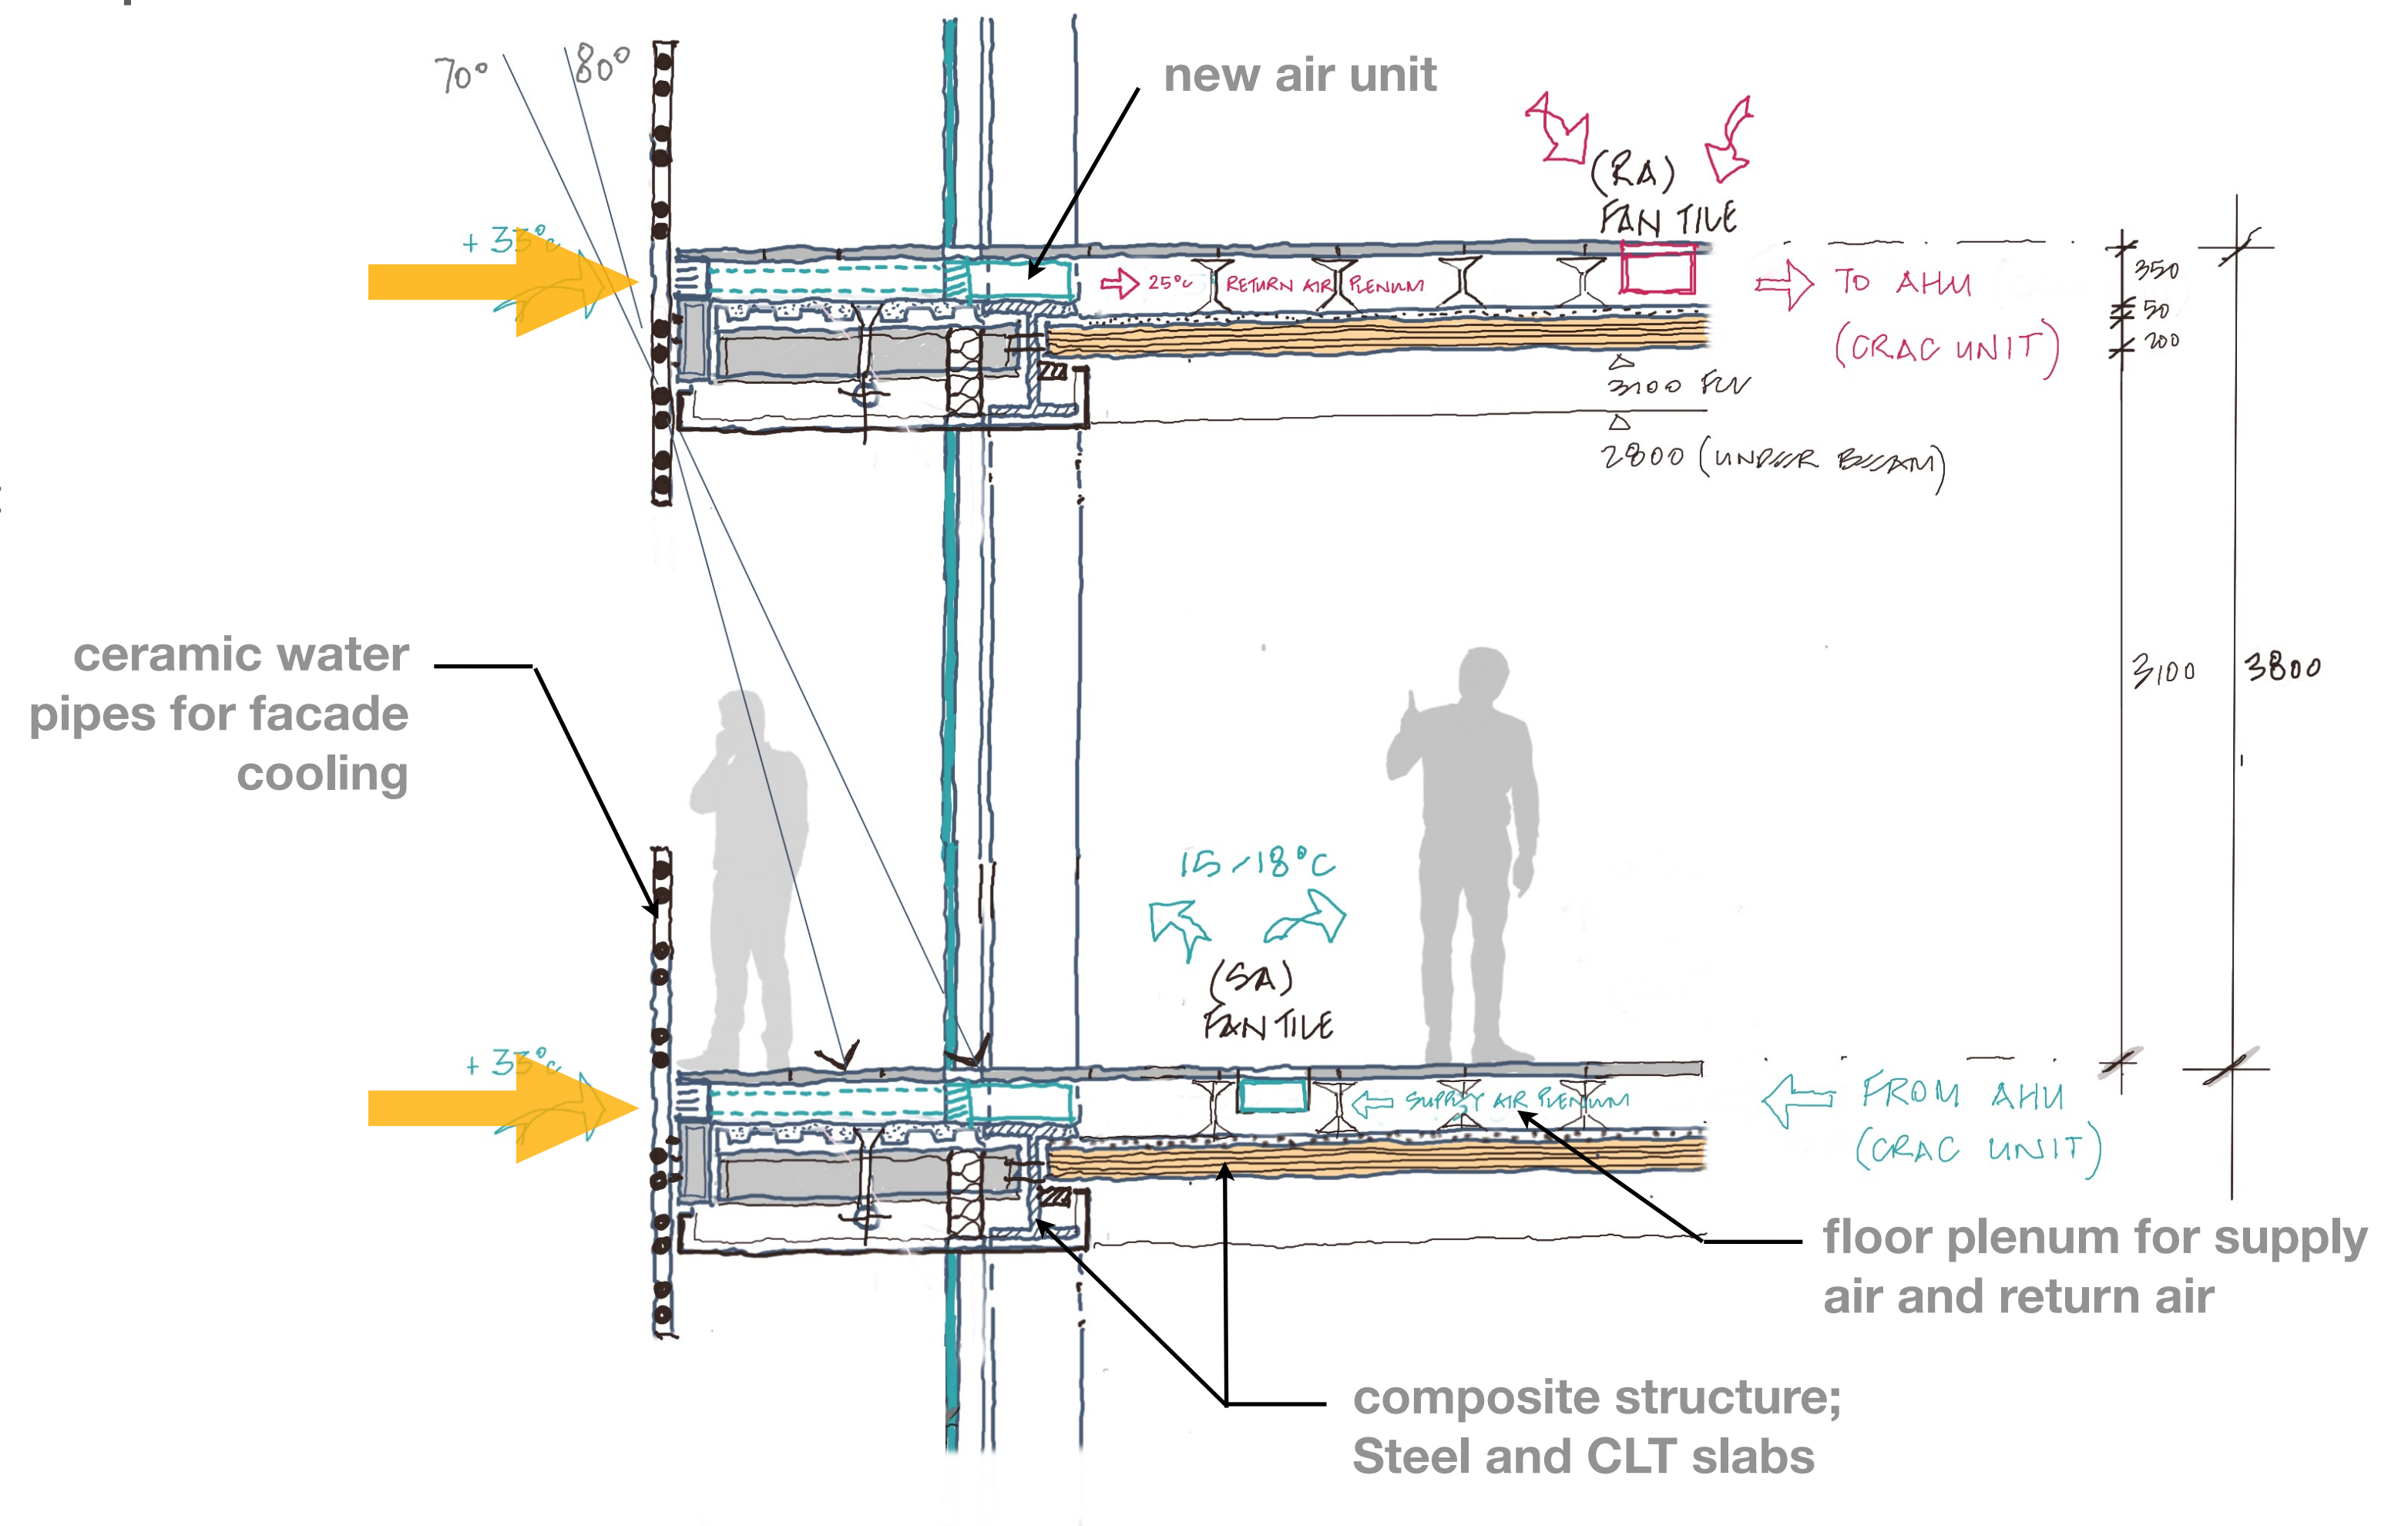 70°
80°
new air unit
(RA)
FAN TILE
+ 35°c
25°c
RETURN AIR PLENUM
TO AHU
(CRAC UNIT)
350
50
200
3100
2800 (UNDER BEAM)
ceramic water
pipes for facade
cooling
3100
3800
15/18°C
(SA)
FAN TILE
+ 35°c
SUPPLY AIR PLENUM
FROM AHU
(CRAC UNIT)
floor plenum for supply
air and return air
composite structure;
Steel and CLT slabs